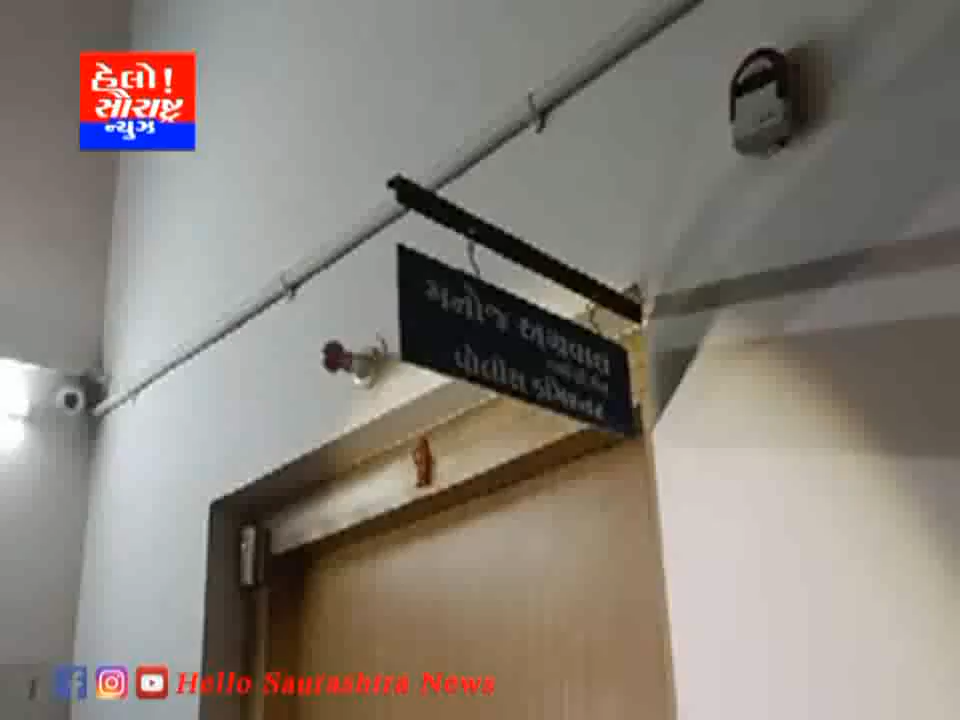 હેલો!
સૌરાષ્ટ્ર
ન્યુઝ
મનોજ અગ્રવાલ
પોલીસ કમિશનર
Hello Saurashtra News